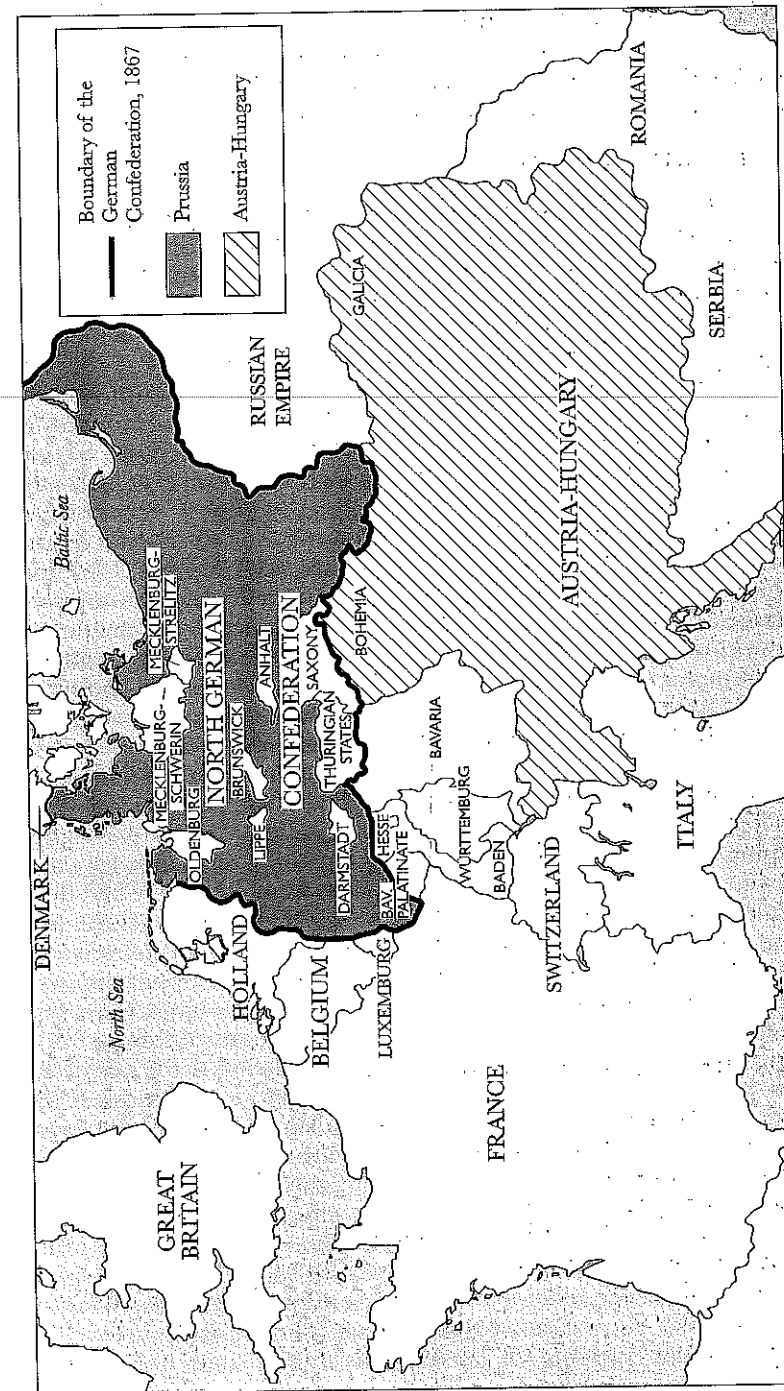 Boundary of the
German
Confederation, 1867
Prussia
Austria-Hungary
DENMARK
North Sea
Baltic Sea
GREAT
BRITAIN
HOLLAND
BELGIUM
LUXEMBURG
FRANCE
SWITZERLAND
ITALY
MECKLENBURG-
SCHWERIN
MECKLENBURG-
STRELITZ
OLDENBURG
NORTH GERMAN
BRUNSWICK
LIPPE
ANHALT
CONFEDERATION
SAXONY
THURINGIAN
STATES
DARMSTADT
HESSE
BAV.
PALATINATE
BOHEMIA
BAVARIA
WÜRTTEMBURG
BADEN
RUSSIAN
EMPIRE
GALICIA
AUSTRIA-HUNGARY
ROMANIA
SERBIA